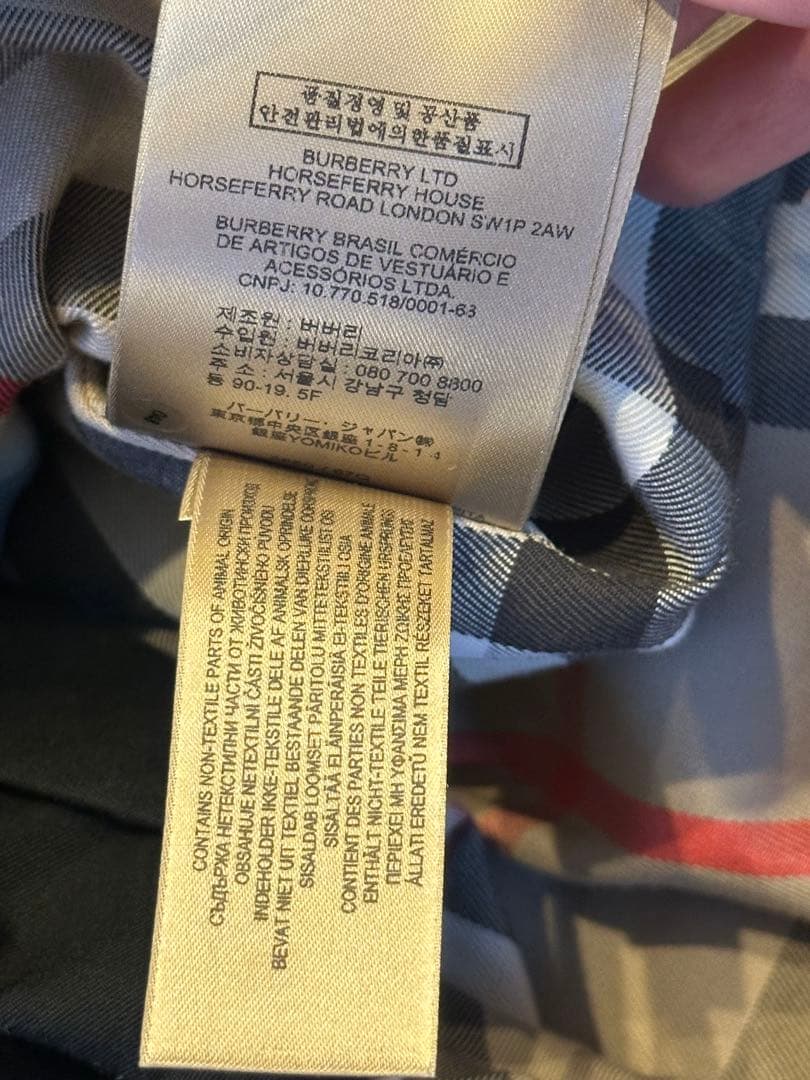 품질경영 및 공산품
안전관리법에의한품질표시
BURBERRY LTD
HORSEFERRY HOUSE
HORSEFERRY ROAD LONDON SW1P 2AW
BURBERRY BRASIL COMÉRCIO
DE ARTIGOS DE VESTUÁRIO E
ACESSÓRIOS LTDA.
CNPJ: 10.770.518/0001-63
제조원 : 버버리
수입원 : 버버리코리아㈜
소비자상담실 : 080 700 8800
주 소 : 서울시 강남구 청담
동 90-19. 5F
バーバリー・ジャパン㈱
東京都中央区銀座 1-8-14
銀座YOMIKOビル
CONTAINS NON-TEXTILE PARTS OF ANIMAL ORIGIN
СЪДЪРЖА НЕТЕКСТИЛНИ ЧАСТИ ОТ ЖИВОТИНСКИ ПРОИЗХОД
OBSAHUJE NETEXTILNÍ ČÁSTI ŽIVOČIŠNÉHO PŮVODU
INDEHOLDER IKKE-TEKSTILE DELE AF ANIMALSK OPRINDELSE
BEVAT NIET UIT TEXTIEL BESTAANDE DELEN VAN DIERLIJKE OORSPRONG
SISALDAB LOOMSET PÄRITOLU MITTETEKSTIILIST OSI
SISÄLTÄÄ ELÄINPERÄISIÄ EI-TEKSTIILI OSIA
CONTIENT DES PARTIES NON TEXTILES D'ORIGINE ANIMALE
ENTHÄLT NICHT-TEXTILE TEILE TIERISCHEN URSPRUNGS
ΠΕΡΙΕΧΕΙ ΜΗ ΥΦΑΝΣΙΜΑ ΜΕΡΗ ΖΩΙΚΗΣ ΠΡΟΕΛΕΥΣΗΣ
ÁLLATI EREDETŰ NEM TEXTIL RÉSZEKET TARTALMAZ